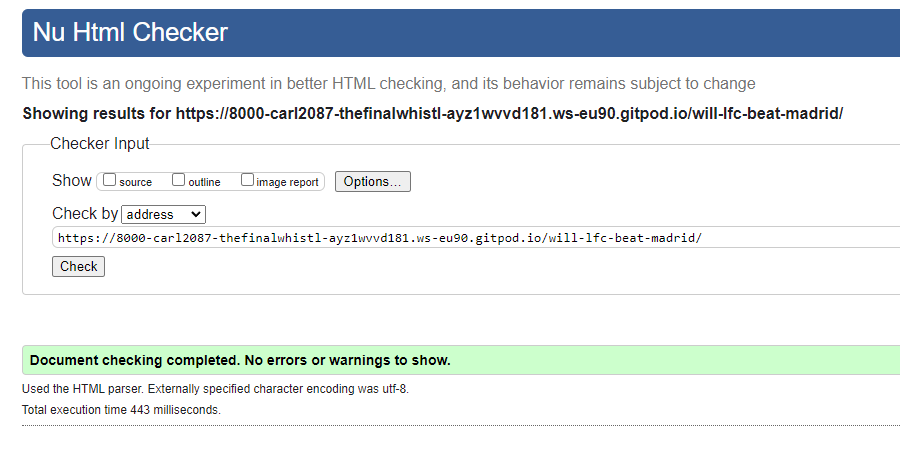 Nu Html Checker
This tool is an ongoing experiment in better HTML checking, and its behavior remains subject to change
Showing results for https://8000-carl2087-thefinalwhistl-ayz1wvvd181.ws-eu90.gitpod.io/will-lfc-beat-madrid/
Checker Input
Show source outline image report Options...
Check by address
https://8000-carl2087-thefinalwhistl-ayz1wvvd181.ws-eu90.gitpod.io/will-lfc-beat-madrid/
Check
Document checking completed. No errors or warnings to show.
Used the HTML parser. Externally specified character encoding was utf-8.
Total execution time 443 milliseconds.